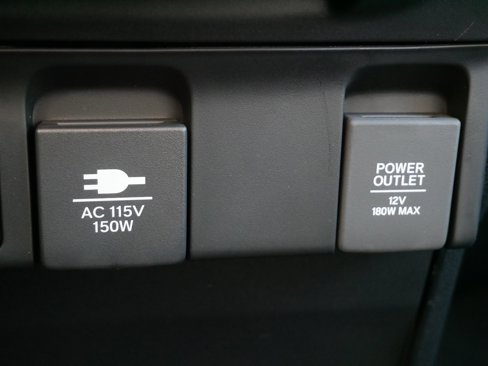 AC 115V
150W
POWER
OUTLET
12V
180W MAX